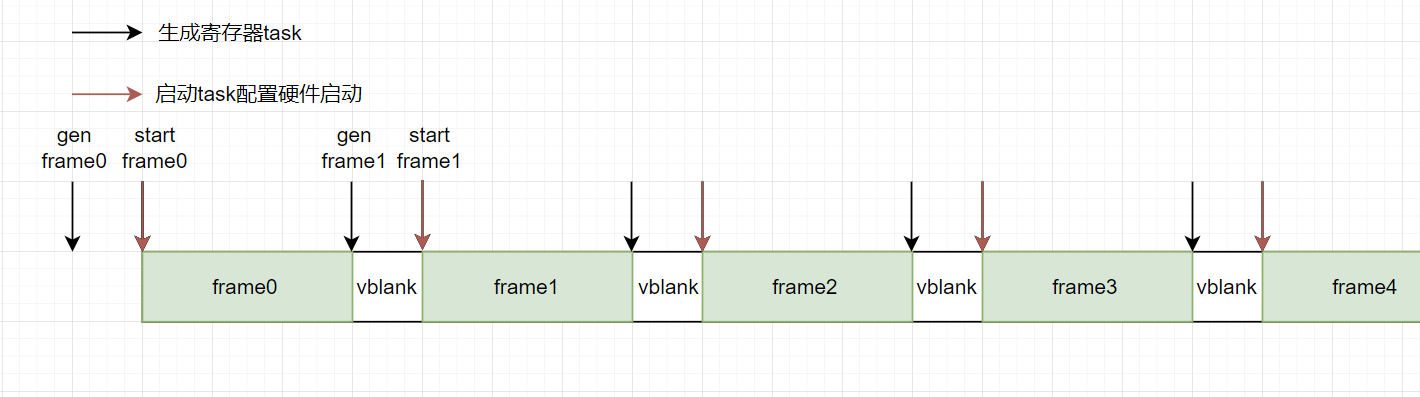 生成寄存器task
启动task配置硬件启动
gen
frame0
start
frame0
gen
frame1
start
frame1
frame0
vblank
frame1
vblank
frame2
vblank
frame3
vblank
frame4